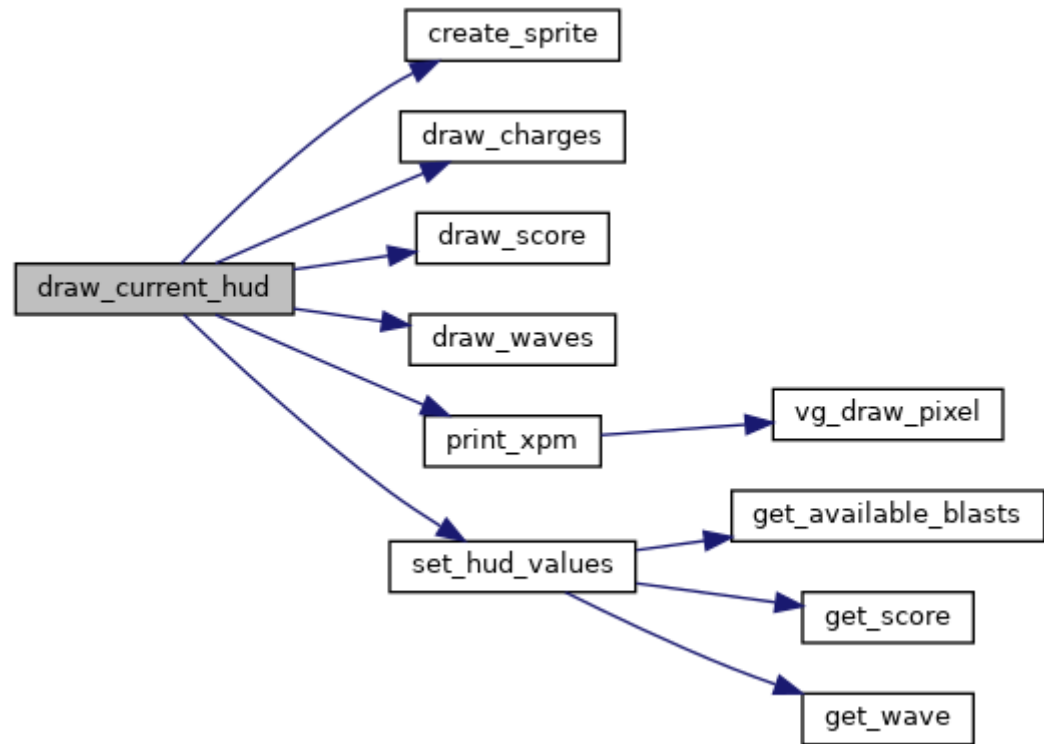 create_sprite
draw_charges
draw_score
draw_current_hud
draw_waves
vg_draw_pixel
print_xpm
get_available_blasts
set_hud_values
get_score
get_wave